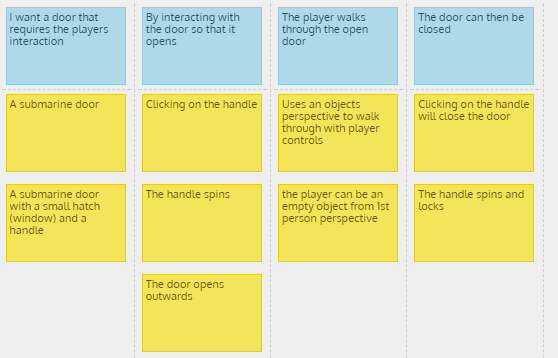 I want a door that
requires the players
interaction
By interacting with
the door so that it
opens
The player walks
through the open
door
The door can then be
closed
A submarine door
Clicking on the handle
Uses an objects
perspective to walk
through with player
controls
Clicking on the handle
will close the door
A submarine door
with a small hatch
(window) and a
handle
The handle spins
the player can be an
empty object from 1st
person perspective
The handle spins and
locks
The door opens
outwards